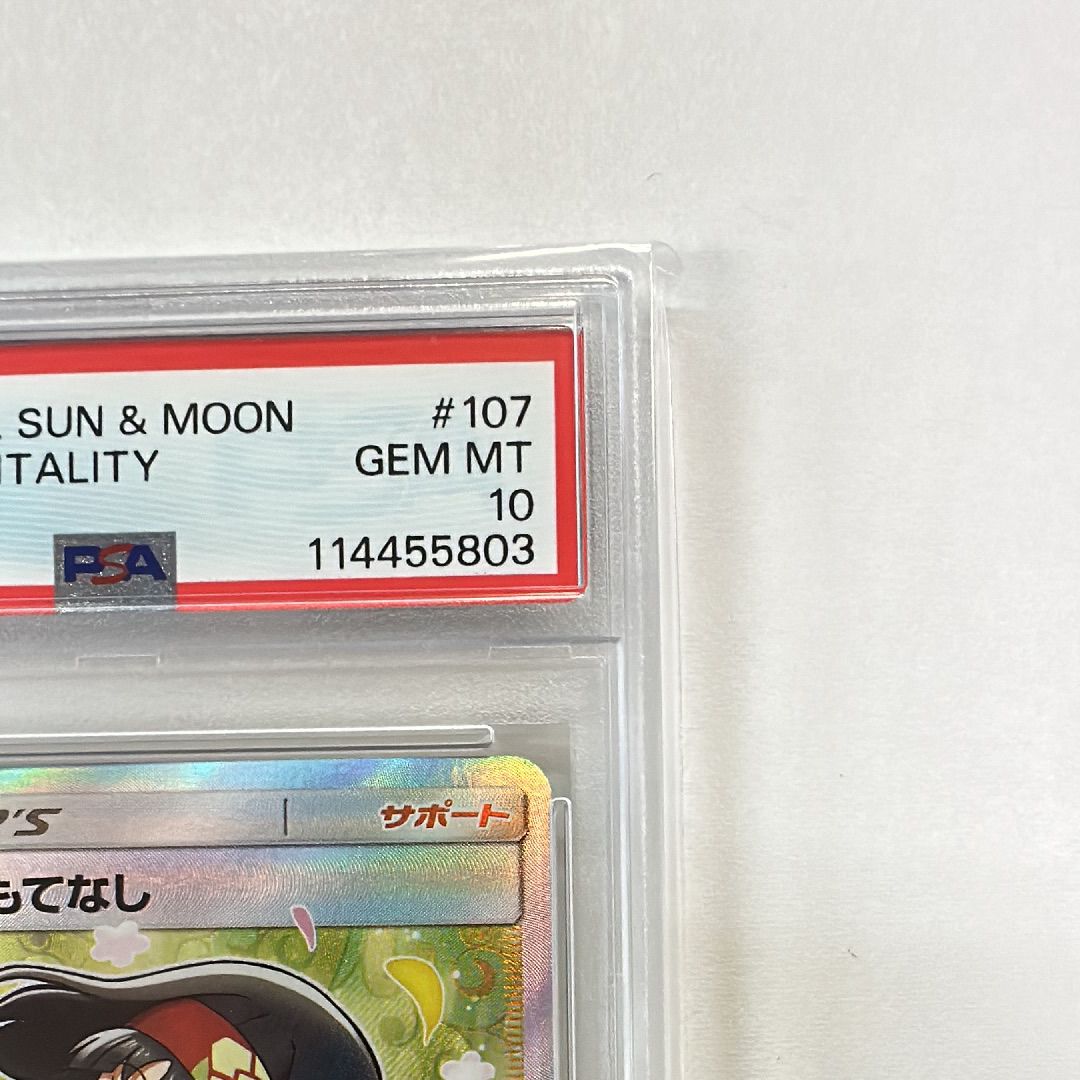 SUN & MOON #107
ITALITY GEM MT
10
PSA 114455803
'S サポート
もてなし